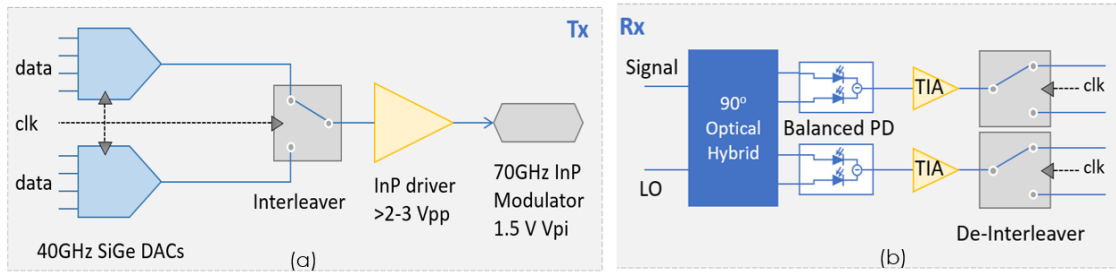 Tx
data
clk
data
Interleaver
InP driver
>2-3 Vpp
70GHz InP
Modulator
1.5 V Vpi
40GHz SiGe DACs
(a)
Rx
Signal
LO
90⁰
Optical
Hybrid
Balanced PD
TIA
clk
TIA
clk
De-Interleaver
(b)